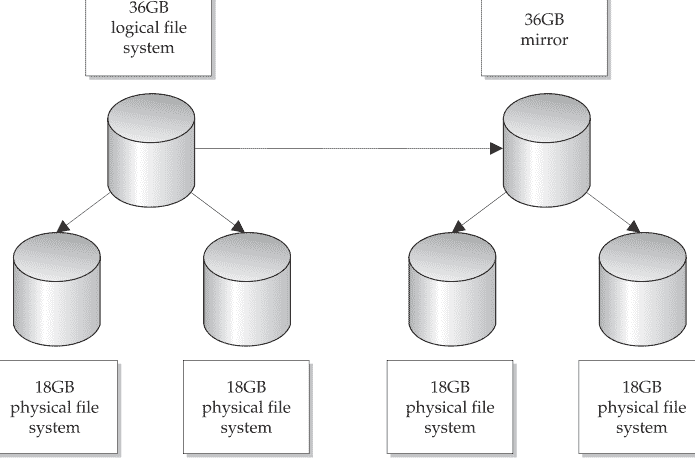 36GB
logical file
system
36GB
mirror
18GB
physical file
system
18GB
physical file
system
18GB
physical file
system
18GB
physical file
system